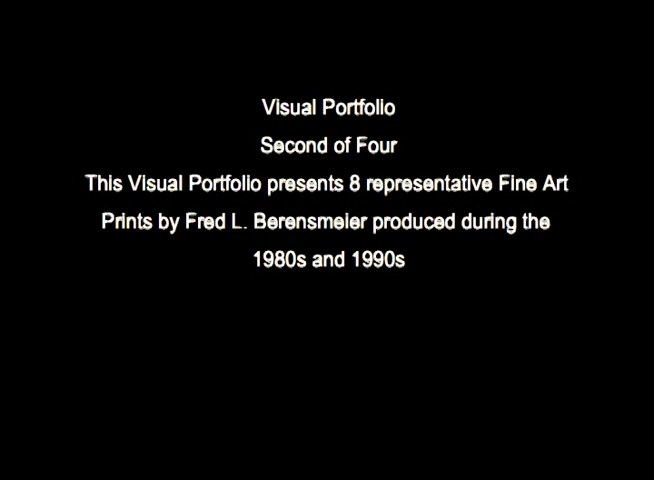 Visual Portfolio
Second of Four
This Visual Portfolio presents 8 representative Fine Art
Prints by Fred L. Berensmeier produced during the
1980s and 1990s